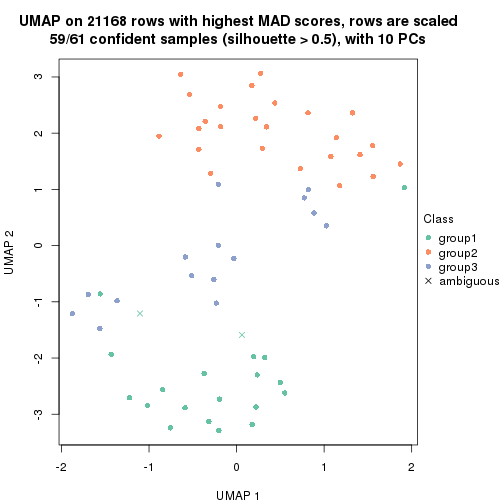 UMAP on 21168 rows with highest MAD scores, rows are scaled
59/61 confident samples (silhouette > 0.5), with 10 PCs
3
2
1
0
-1
-2
-3
UMAP 2
-2
-1
0
1
2
UMAP 1
Class
group1
group2
group3
ambiguous